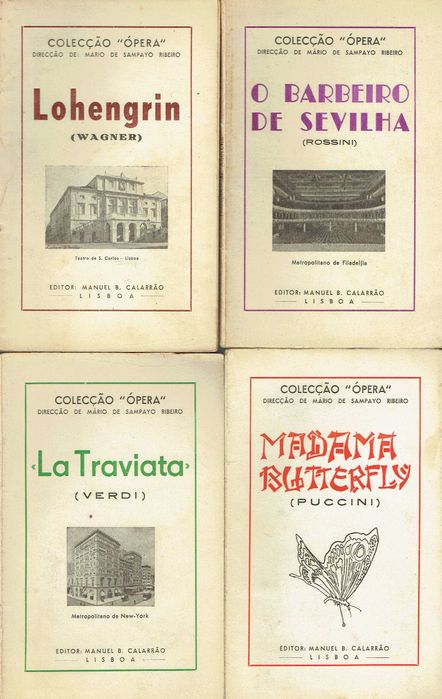 COLECÇÃO "ÓPERA"
DIRECÇÃO DE: MARIO DE SAMPAYO RIBEIRO
Lohengrin
(WAGNER)
Teatro de S. Carlos - Lisboa
EDITOR: MANUEL B. CALARRÃO
LISBOA
COLECÇÃO "ÓPERA"
DIRECÇÃO DE MÁRIO DE SAMPAYO RIBEIRO
O BARBEIRO
DE SEVILHA
(ROSSINI)
Metropolitano de Filadélfia
EDITOR: MANUEL B. CALARRÃO
LISBOA
COLECÇÃO "ÓPERA"
DIRECÇÃO DE MÁRIO DE SAMPAYO RIBEIRO
«La Traviata»
(VERDI)
Metropolitano de New-York
EDITOR: MANUEL B. CALARRÃO
LISBOA
COLECÇÃO "ÓPERA"
DIRECÇÃO DE MÁRIO DE SAMPAYO RIBEIRO
MADAMA
BUTTERFLY
(PUCCINI)
EDITOR: MANUEL B. CALARRÃO
LISBOA